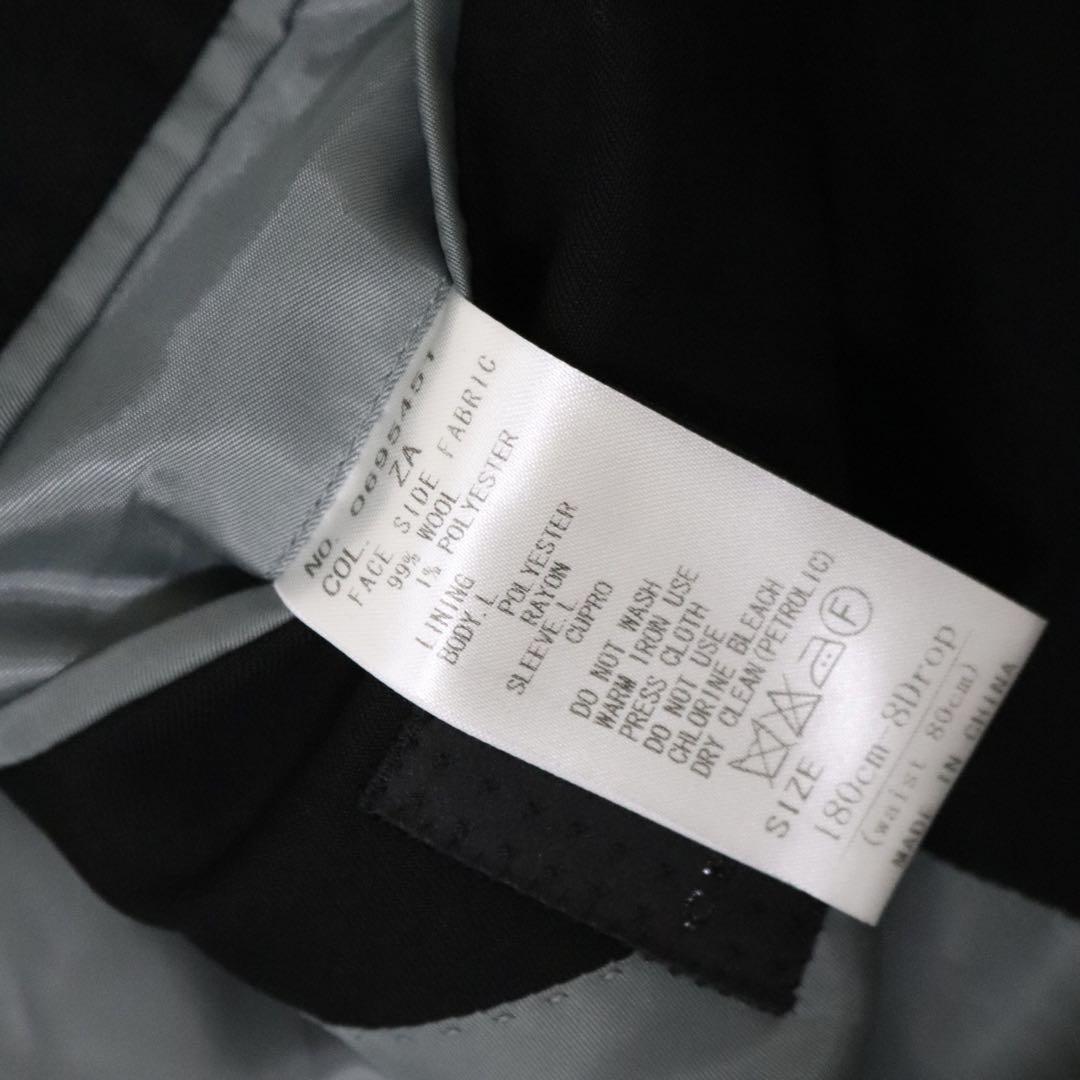 NO. 0695451
COL. ZA
FACE SIDE FABRIC
99% WOOL
1% POLYESTER
LINING
BODY.L
POLYESTER
RAYON
SLEEVE.L
CUPRO
DO NOT WASH
WARM IRON USE
PRESS CLOTH
DO NOT USE
CHLORINE BLEACH
DRY CLEAN(PETROLIC)
F
SIZE
180cm-8Drop
(waist 80cm)
MADE IN CHINA